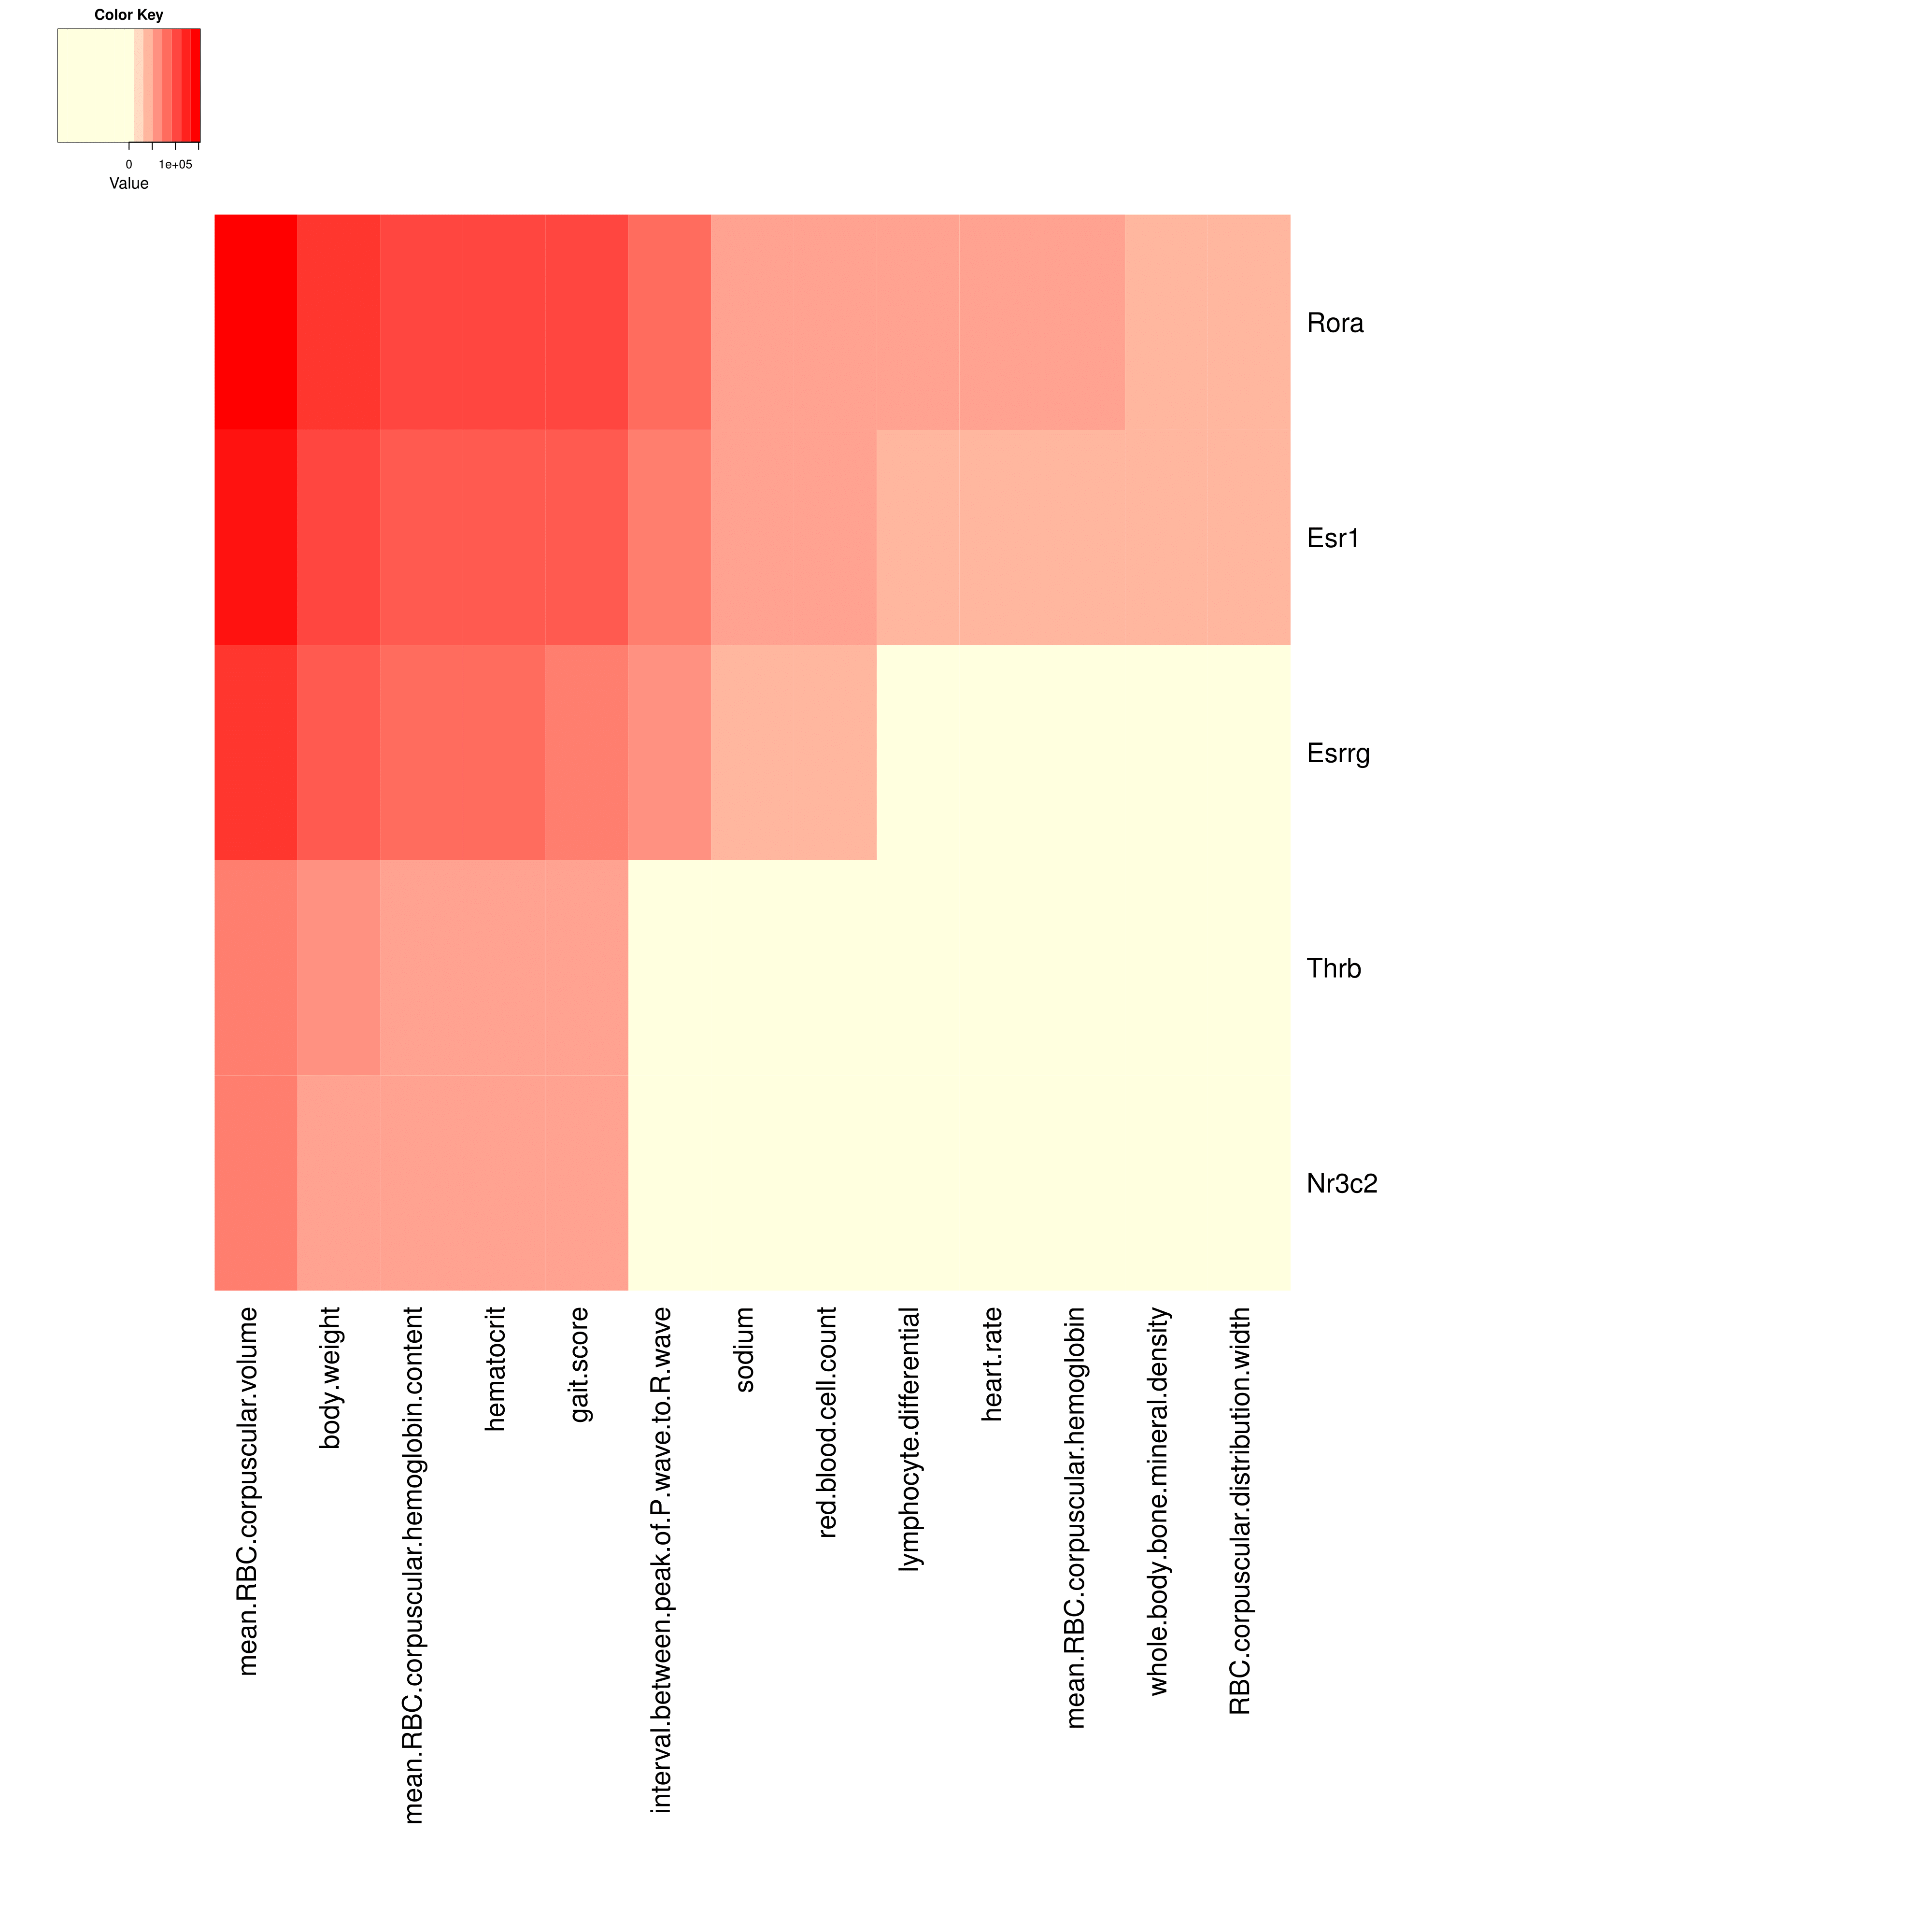 Color Key
0
1e+05
Value
Rora
Esr1
Esrrg
Thrb
Nr3c2
mean.RBC.corpuscular.volume
body.weight
mean.RBC.corpuscular.hemoglobin.content
hematocrit
gait.score
interval.between.peak.of.P.wave.to.R.wave
sodium
red.blood.cell.count
lymphocyte.differential
heart.rate
mean.RBC.corpuscular.hemoglobin
whole.body.bone.mineral.density
RBC.corpuscular.distribution.width